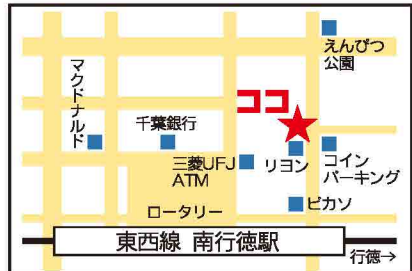 えんぴつ
公園
マクドナルド
ココ
千葉銀行
三菱UFJ
ATM
リヨン
コイン
パーキング
ロータリー
ピカソ
東西線 南行徳駅
行徳→